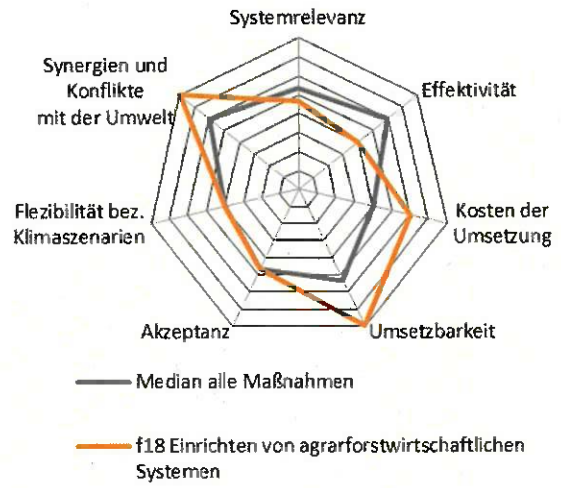 Systemrelevanz
Synergien und
Konflikte
mit der Umwelt
Effektivität
Flezibilität bez.
Klimaszenarien
Kosten der
Umsetzung
Akzeptanz
Umsetzbarkeit
Median alle Maßnahmen
f18 Einrichten von agrarforstwirtschaftlichen
Systemen